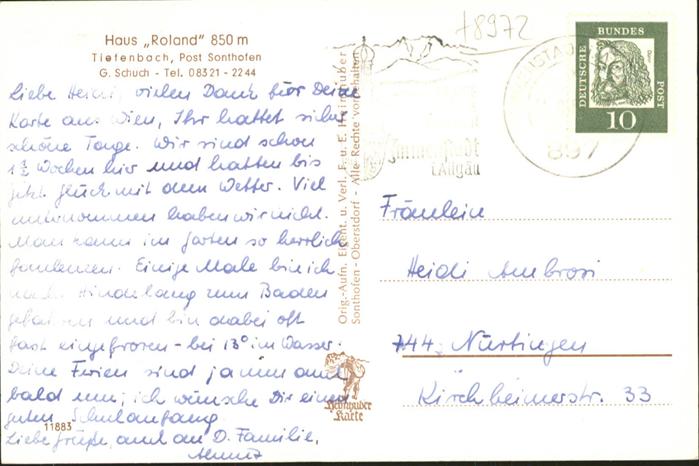 Haus „Roland" 850 m
Tiefenbach, Post Sonthofen
G. Schuch - Tel. 08321 - 2244
Liebe Heidi, vielen Dank für Deine
Karte aus Wien, Ihr hattet sicher
schöne Tage. Wir sind schon
1½ Wochen hier und hatten bis
jetzt Glück mit dem Wetter. Viel
unternommen haben wir nicht.
Man kann im Garten so herrlich
faulenzen. Einige Male bin ich
nach Hindelang zum Baden
gefahren und bin dabei oft
fast eingefroren - bei 13° im Wasser.
Deine Ferien sind ja nun auch
bald um; ich wünsche Dir einen
guten Schulanfang.
Liebe Grüße, auch an D. Familie,
11883
Orig.-Aufn. Eigent. u. Verl. F. u. E. Heimhuber
Sonthofen - Oberstdorf - Alle Rechte vorbehalten
Heimhuber
Karte
78972
Immenstadt
i. Allgäu
897
DEUTSCHE BUNDESPOST
10
Fräulein
Heidi Ambrosi
744 Nürtingen
Kirchheimerstr. 33